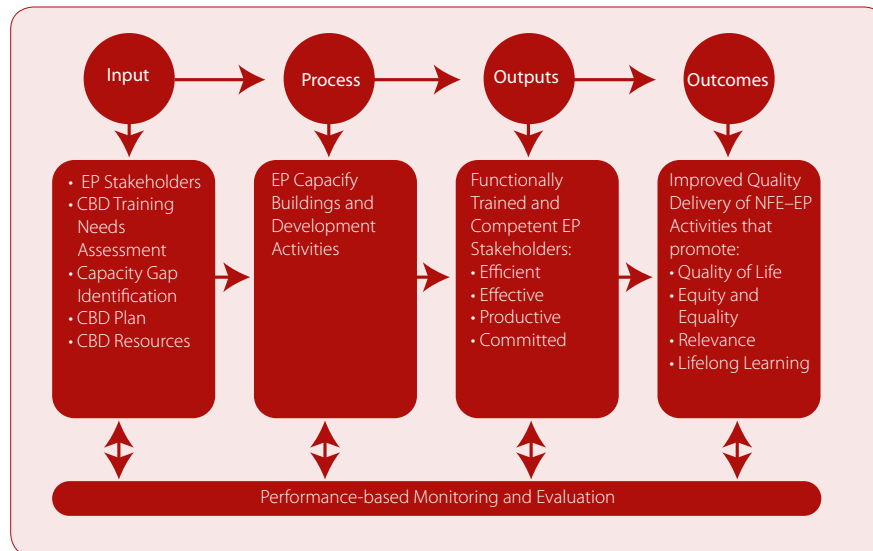 Input
Process
Outputs
Outcomes
• EP Stakeholders
• CBD Training
Needs
Assessment
• Capacity Gap
Identification
• CBD Plan
• CBD Resources
EP Capacify
Buildings and
Development
Activities
Functionally
Trained and
Competent EP
Stakeholders:
• Efficient
• Effective
• Productive
• Committed
Improved Quality
Delivery of NFE–EP
Activities that
promote:
• Quality of Life
• Equity and
Equality
• Relevance
• Lifelong Learning
Performance-based Monitoring and Evaluation